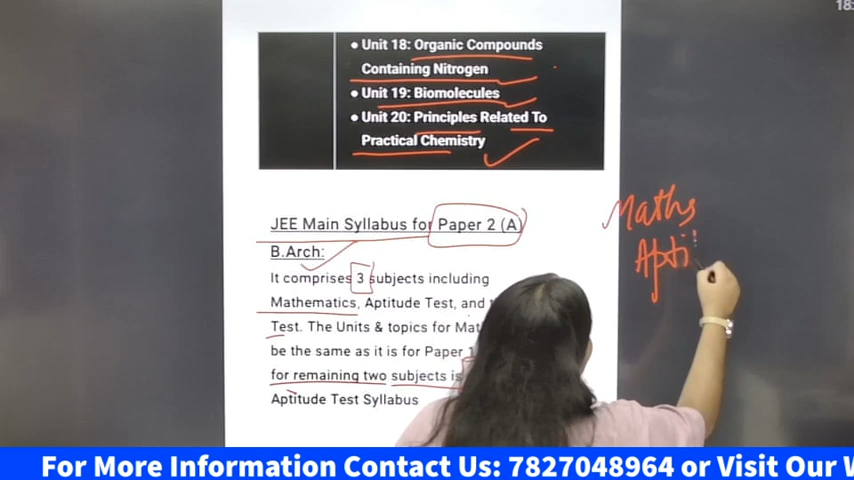 18:
• Unit 18: Organic Compounds
Containing Nitrogen
• Unit 19: Biomolecules
• Unit 20: Principles Related To
Practical Chemistry
JEE Main Syllabus for Paper 2 (A)
B.Arch:
It comprises 3 subjects including
Mathematics, Aptitude Test, and
Test. The Units & topics for Mat
be the same as it is for Paper 1
for remaining two subjects is
Aptitude Test Syllabus
Maths
Apti
For More Information Contact Us: 7827048964 or Visit Our W